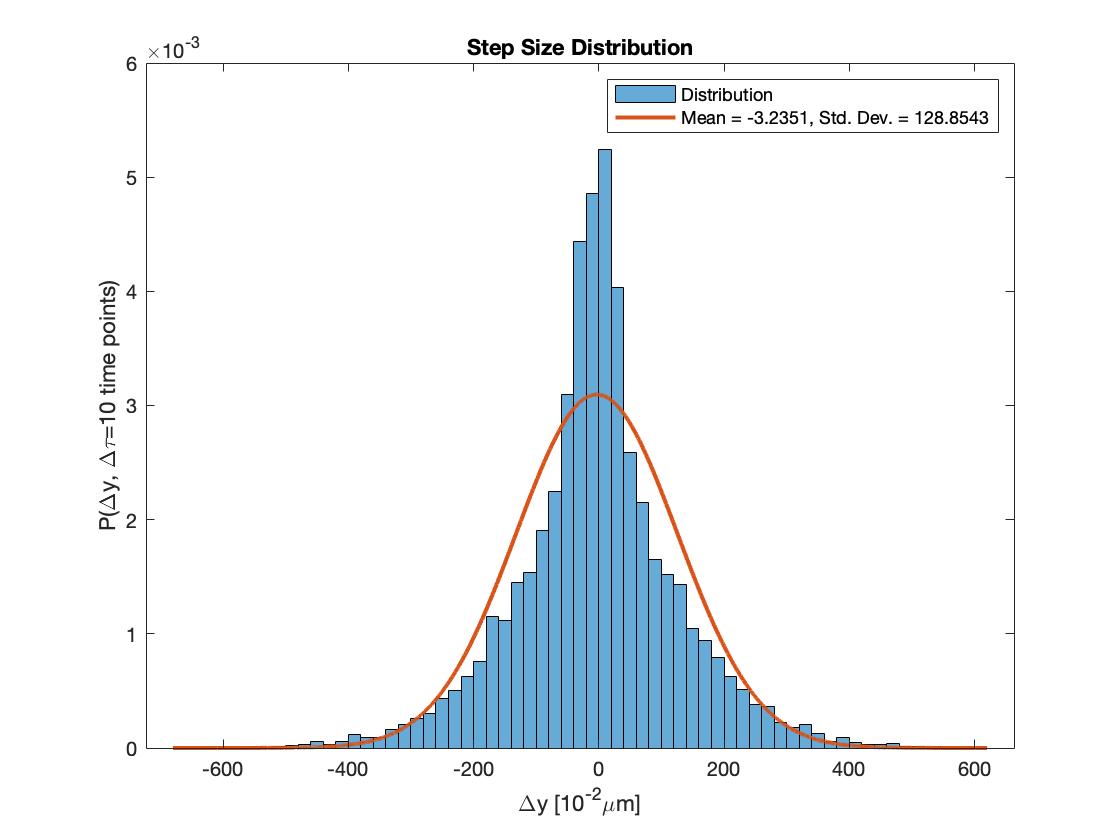 Step Size Distribution
×10⁻³
Distribution
Mean = -3.2351, Std. Dev. = 128.8543
6
5
4
3
2
1
0
P(Δy, Δτ=10 time points)
-600 -400 -200 0 200 400 600
Δy [10⁻²μm]